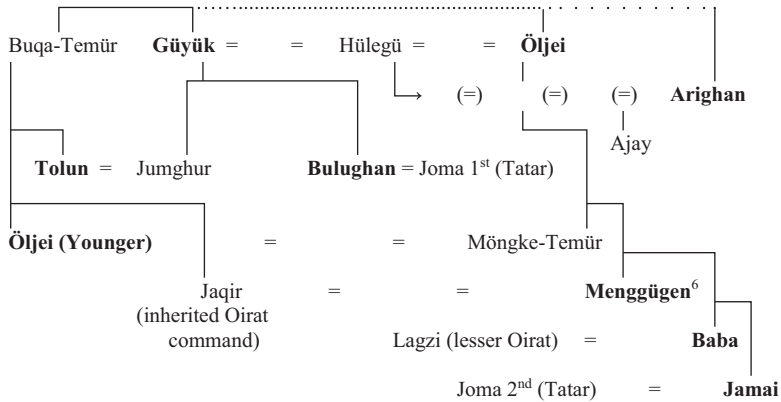 Buqa-Temür Güyük = = Hülegü = = Öljei
(=) (=) (=) Arighan
Ajay
Tolun = Jumghur Bulughan = Joma 1st (Tatar)
Öljei (Younger) = = Möngke-Temür
Jaqir = = Menggügen6
(inherited Oirat
command) Lagzi (lesser Oirat) = Baba
Joma 2nd (Tatar) = Jamai